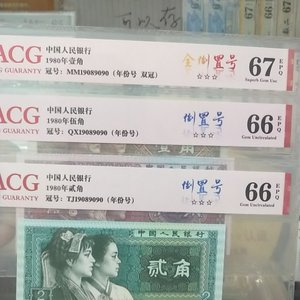 可以存
ACG
GUARANTY
中国人民银行
1980年壹角
冠号：MM19089090（年份号 双冠）
全倒置号
☆☆☆
67 EPQ
Superb Gem Unc
ACG
GUARANTY
中国人民银行
1980年伍角
冠号：QX19089090（年份号）
倒置号
☆☆☆
66 EPQ
Gem Uncirculated
ACG
GUARANTY
中国人民银行
1980年贰角
冠号：TJ19089090（年份号）
倒置号
☆☆☆
66 EPQ
Gem Uncirculated
中国人民银行
贰角
2